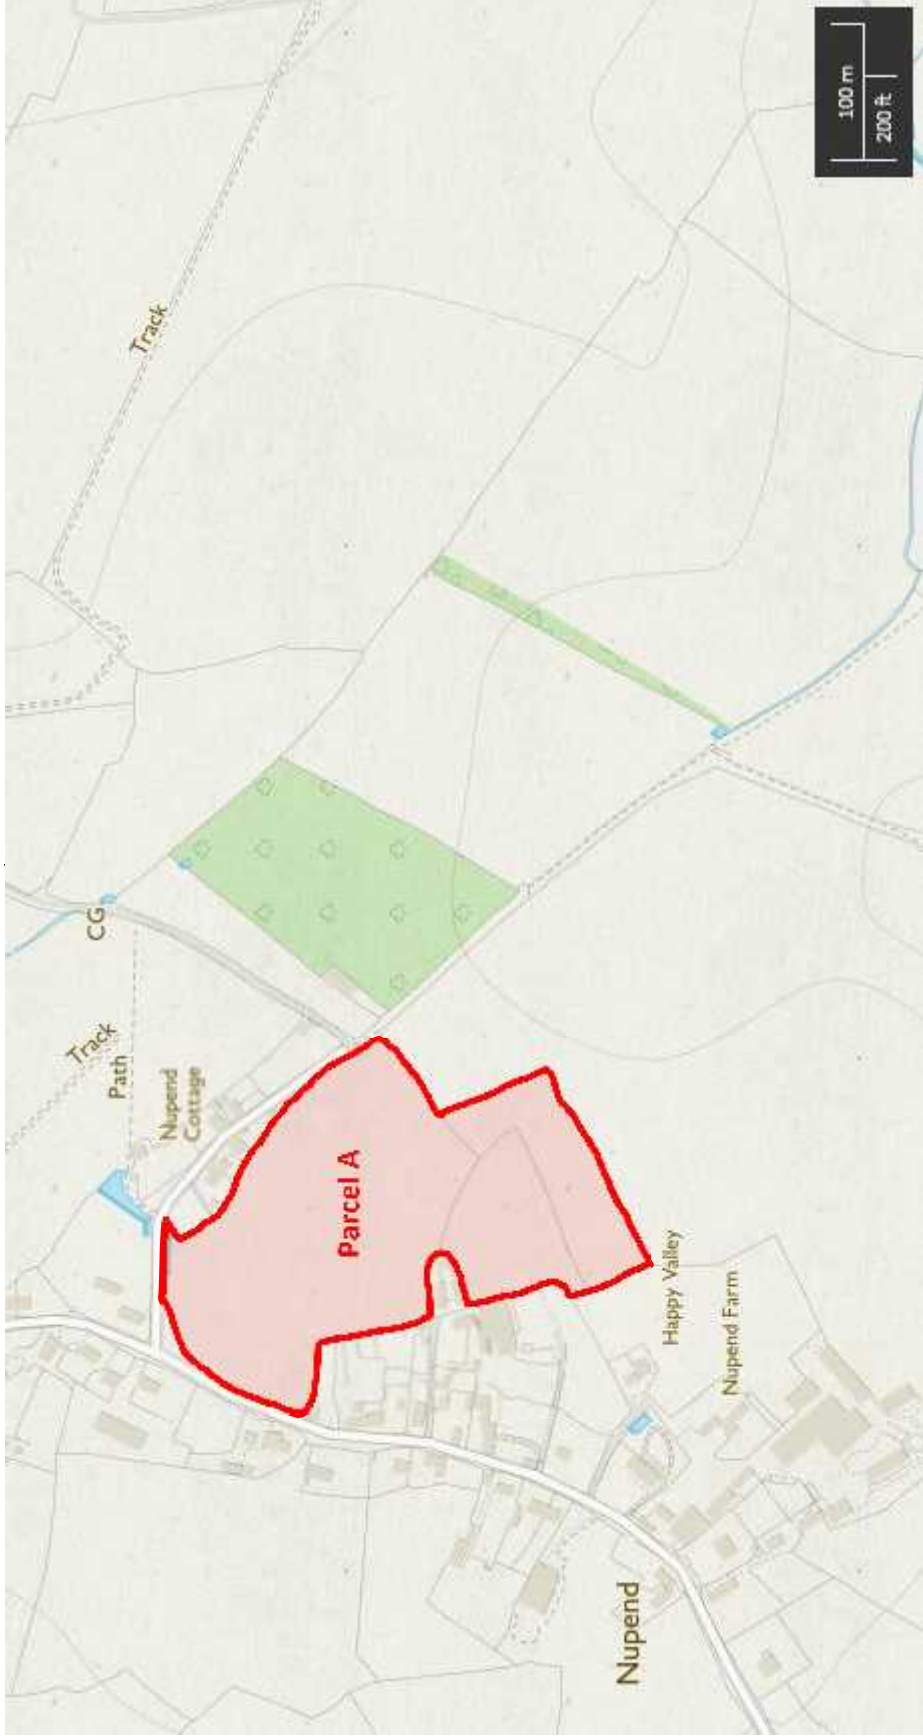 Track
CG
Track
Path
Nupend
Cottage
Parcel A
Happy Valley
Nupend Farm
Nupend
100 m
200 ft